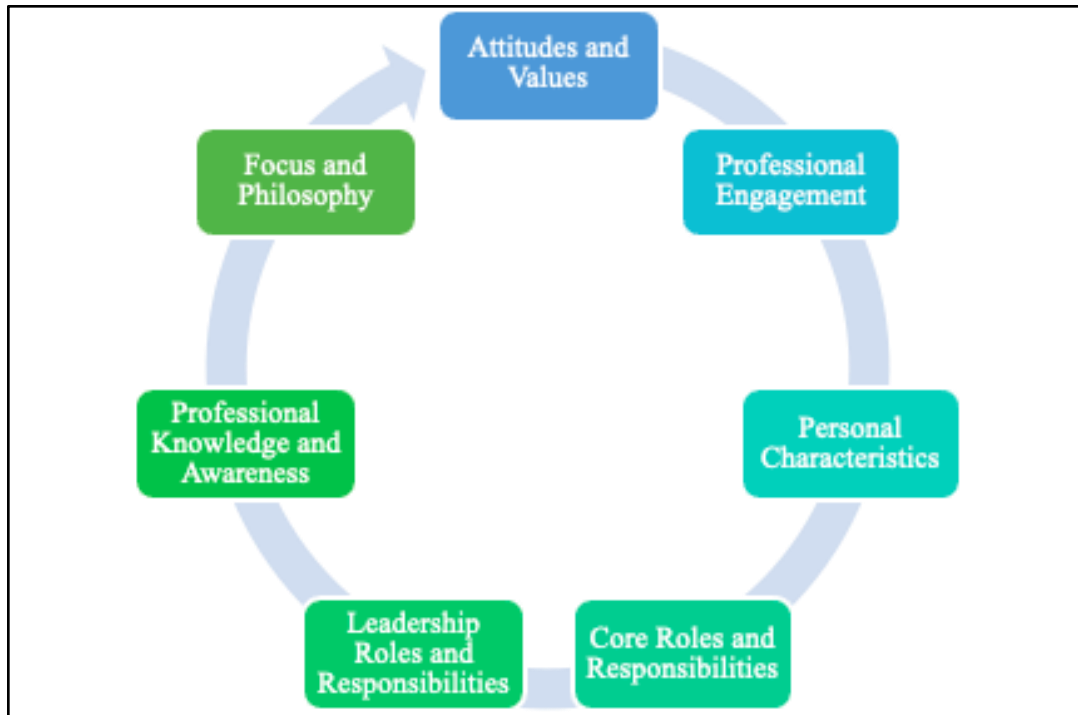 Attitudes and
Values
Professional
Engagement
Personal
Characteristics
Core Roles and
Responsibilities
Leadership
Roles and
Responsibilities
Professional
Knowledge and
Awareness
Focus and
Philosophy